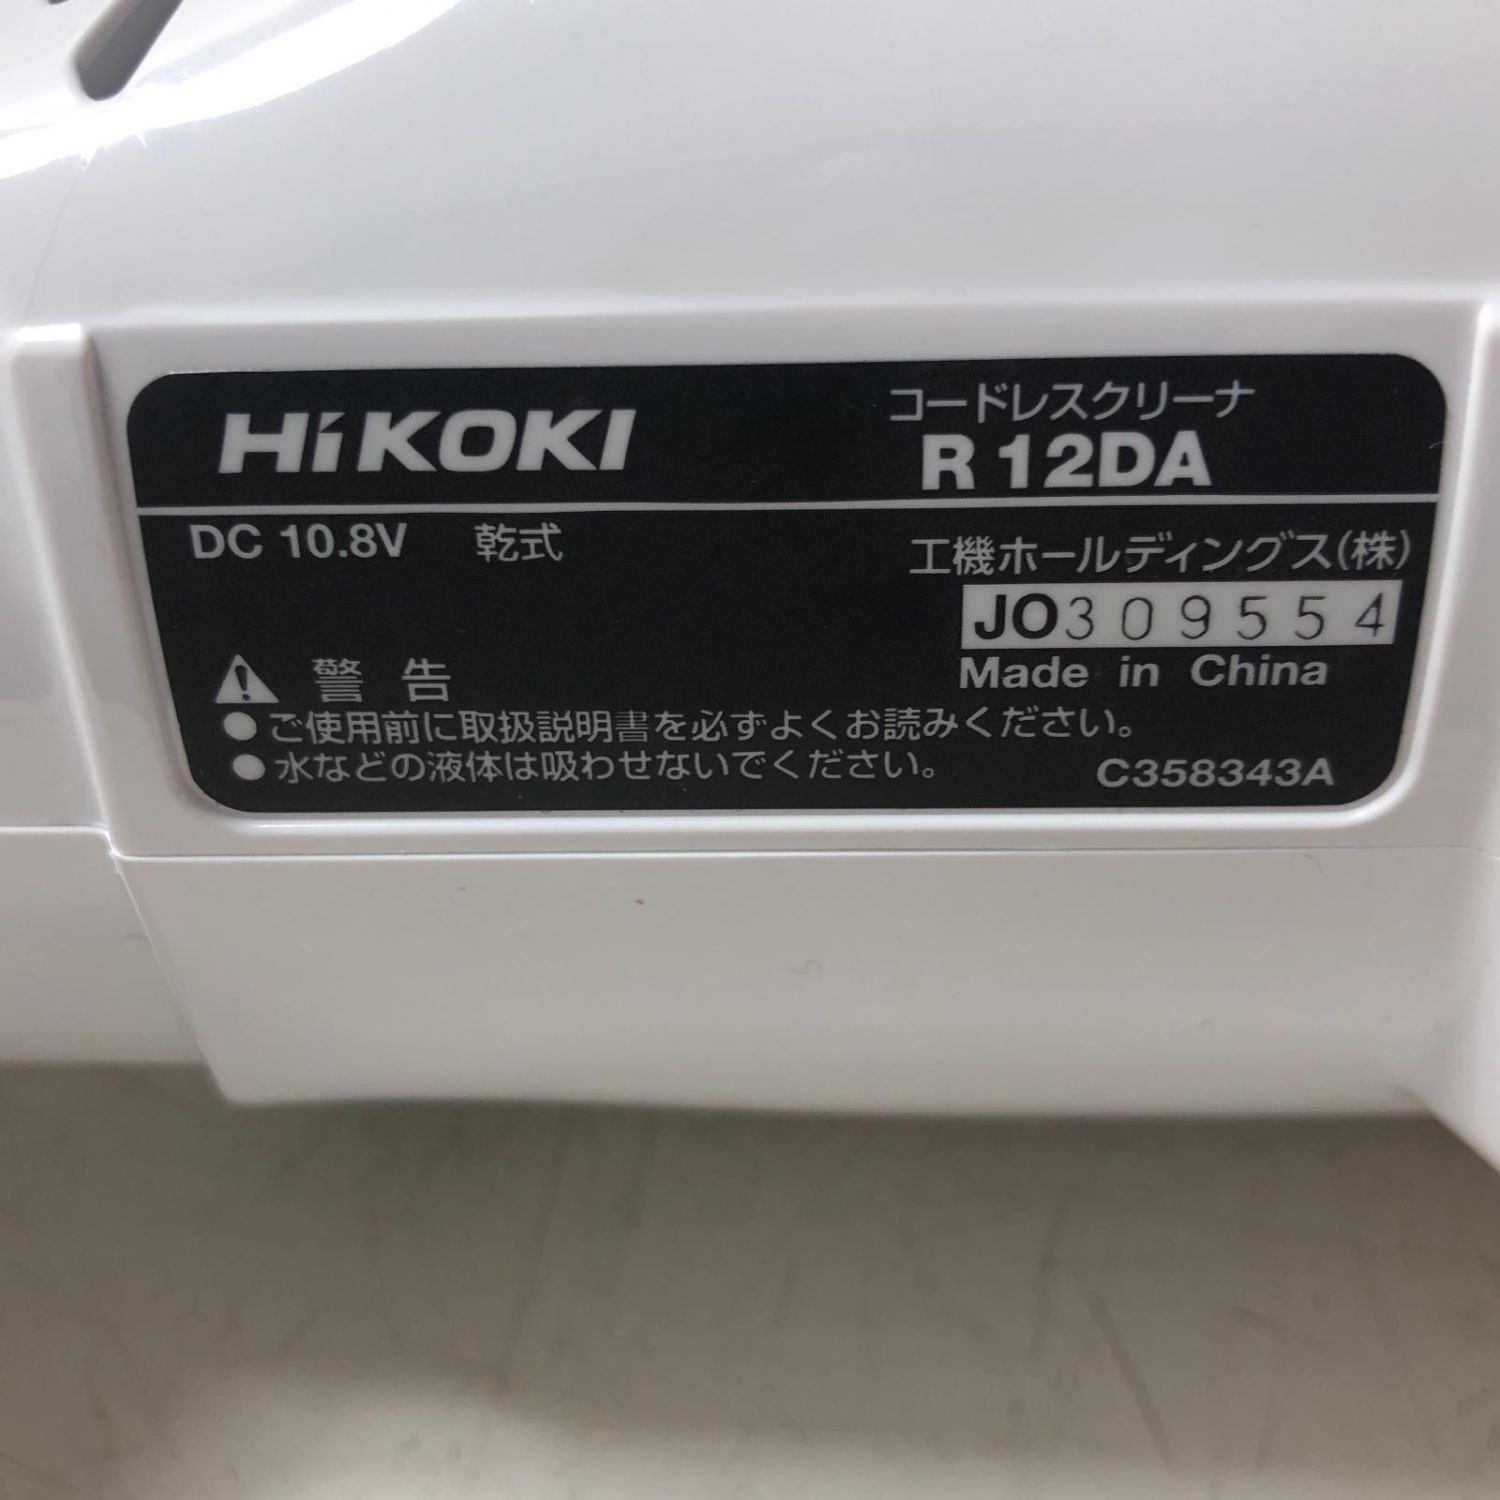 HiKOKI
コードレスクリーナ
R 12DA
DC 10.8V 乾式
工機ホールディングス(株)
JO309554
Made in China
警告
●ご使用前に取扱説明書を必ずよくお読みください。
●水などの液体は吸わせないでください。
C358343A